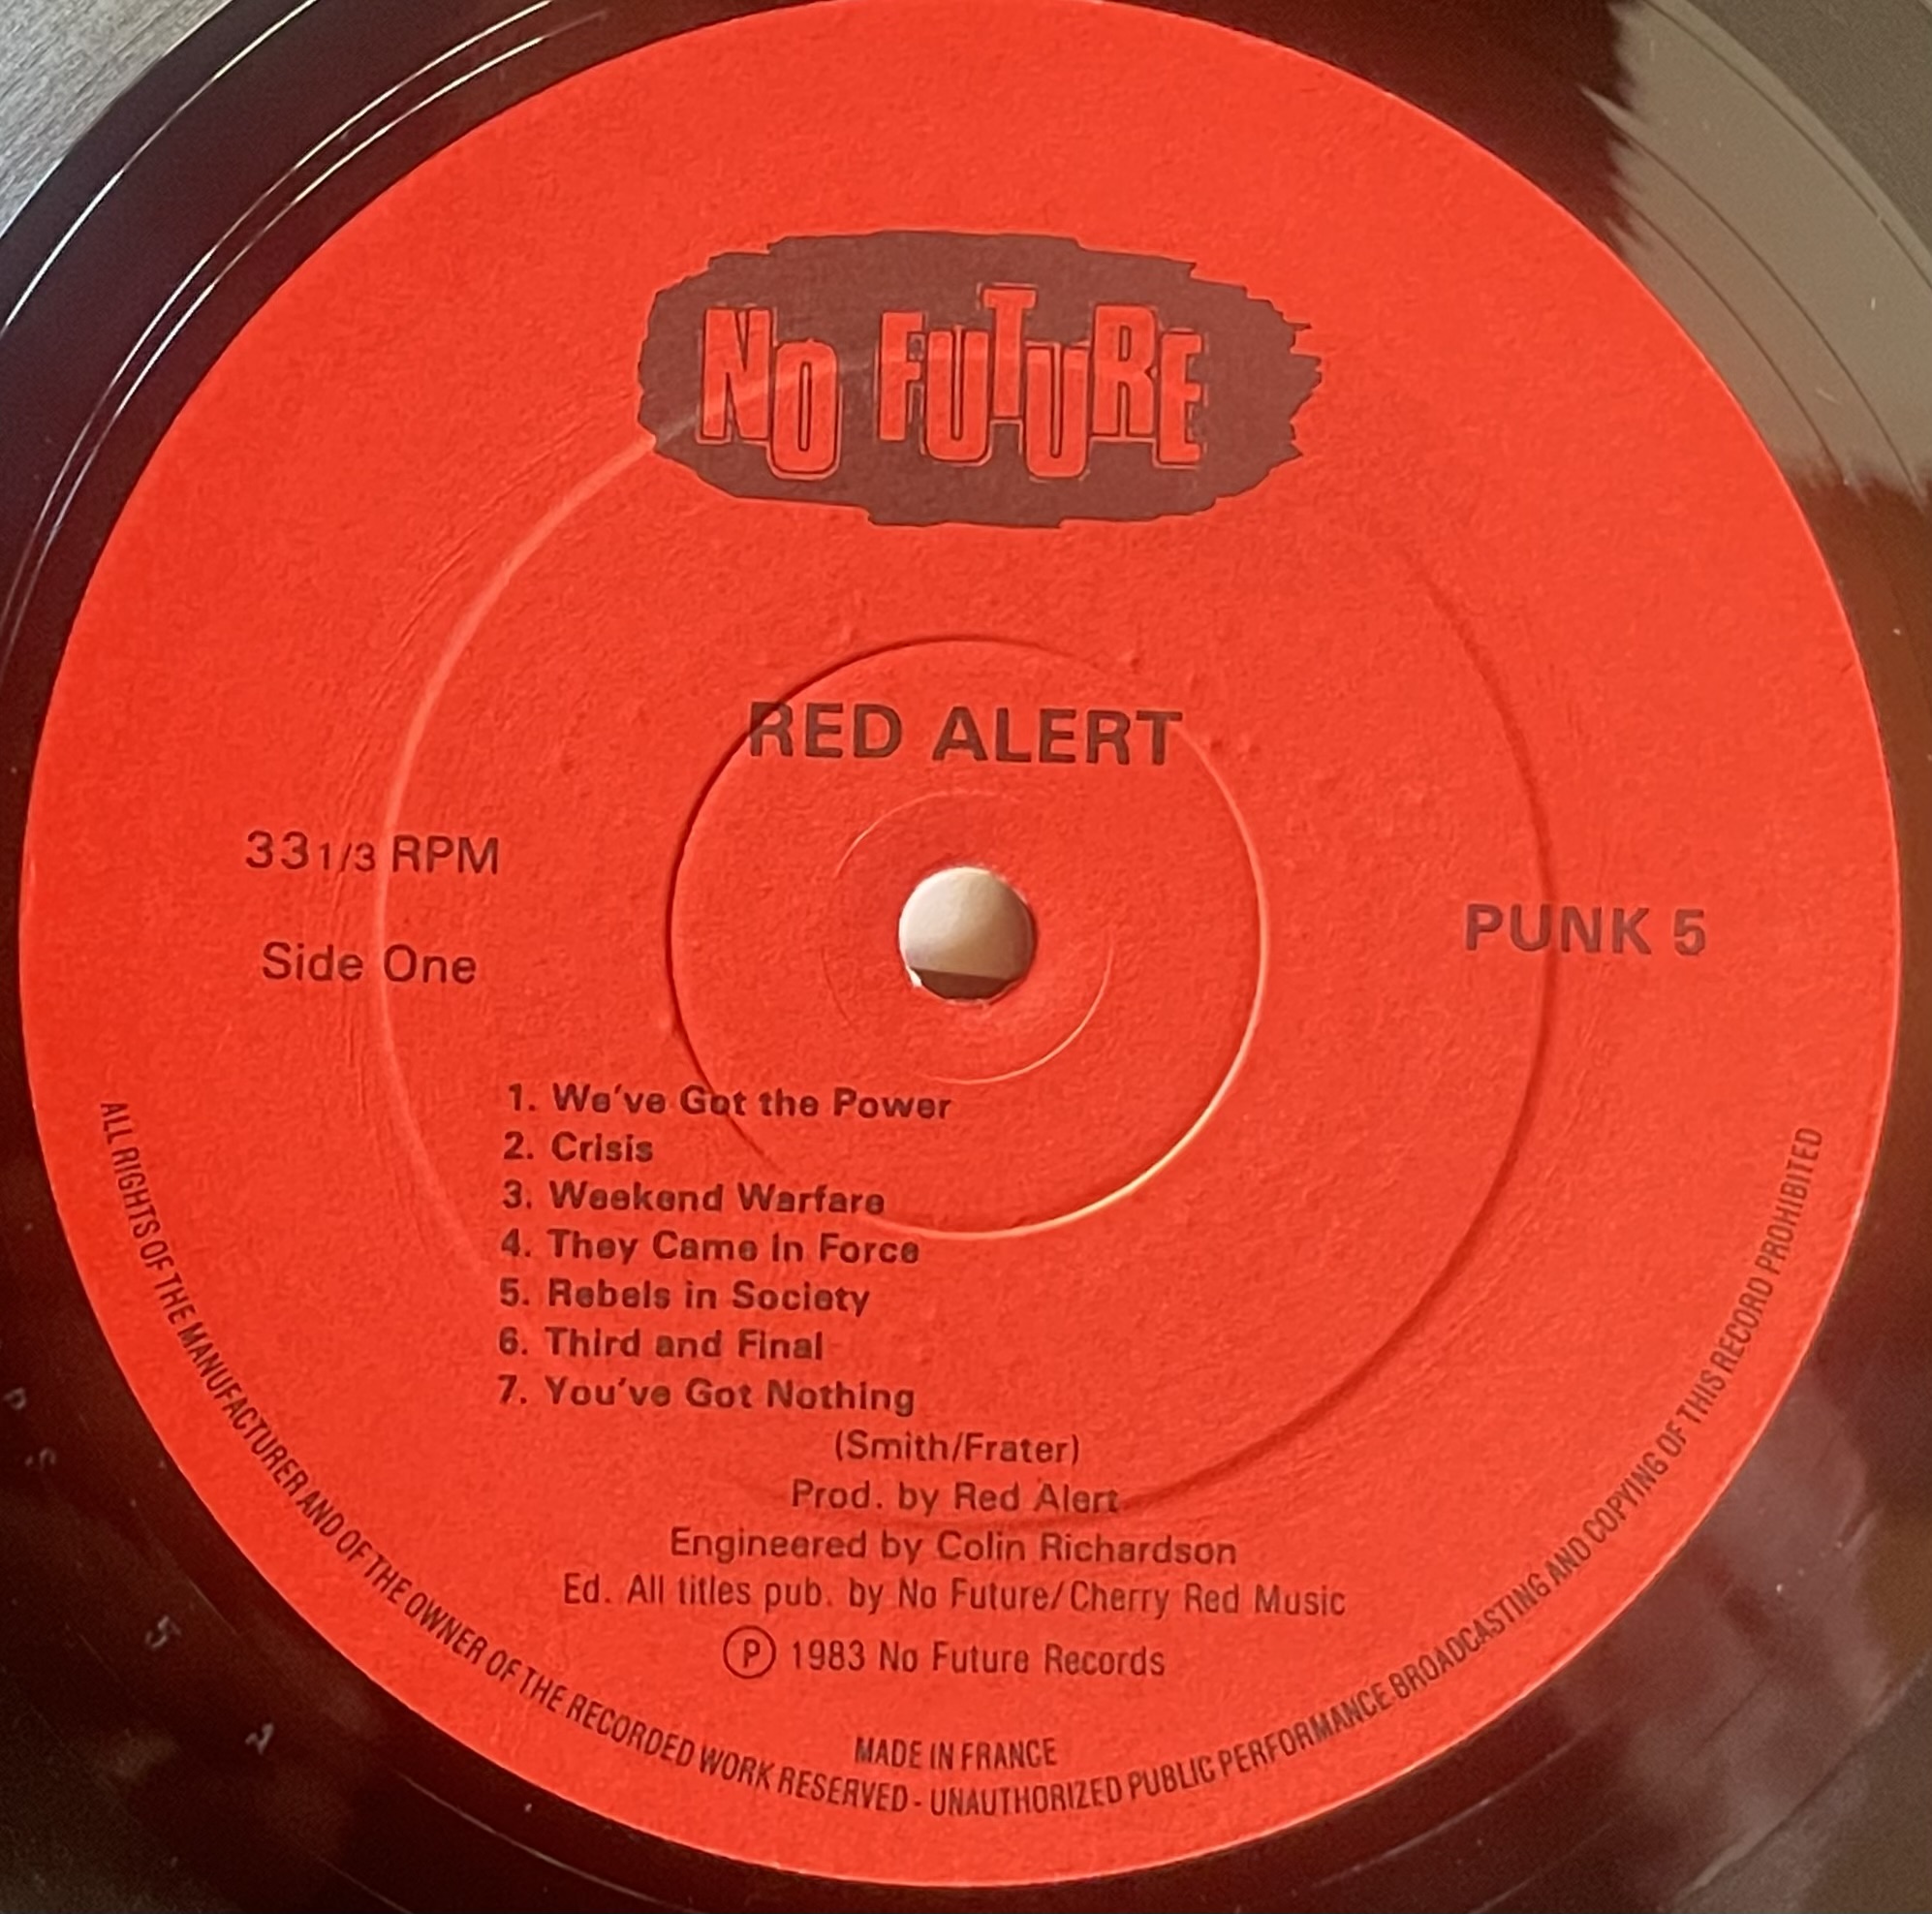 NO FUTURE
RED ALERT
33 1/3 RPM
Side One
PUNK 5
1. We've Got the Power
2. Crisis
3. Weekend Warfare
4. They Came in Force
5. Rebels in Society
6. Third and Final
7. You've Got Nothing
(Smith/Frater)
Prod. by Red Alert
Engineered by Colin Richardson
Ed. All titles pub. by No Future/Cherry Red Music
Ⓟ 1983 No Future Records
MADE IN FRANCE
ALL RIGHTS OF THE MANUFACTURER AND OF THE OWNER OF THE RECORDED WORK RESERVED - UNAUTHORIZED PUBLIC PERFORMANCE BROADCASTING AND COPYING OF THIS RECORD PROHIBITED